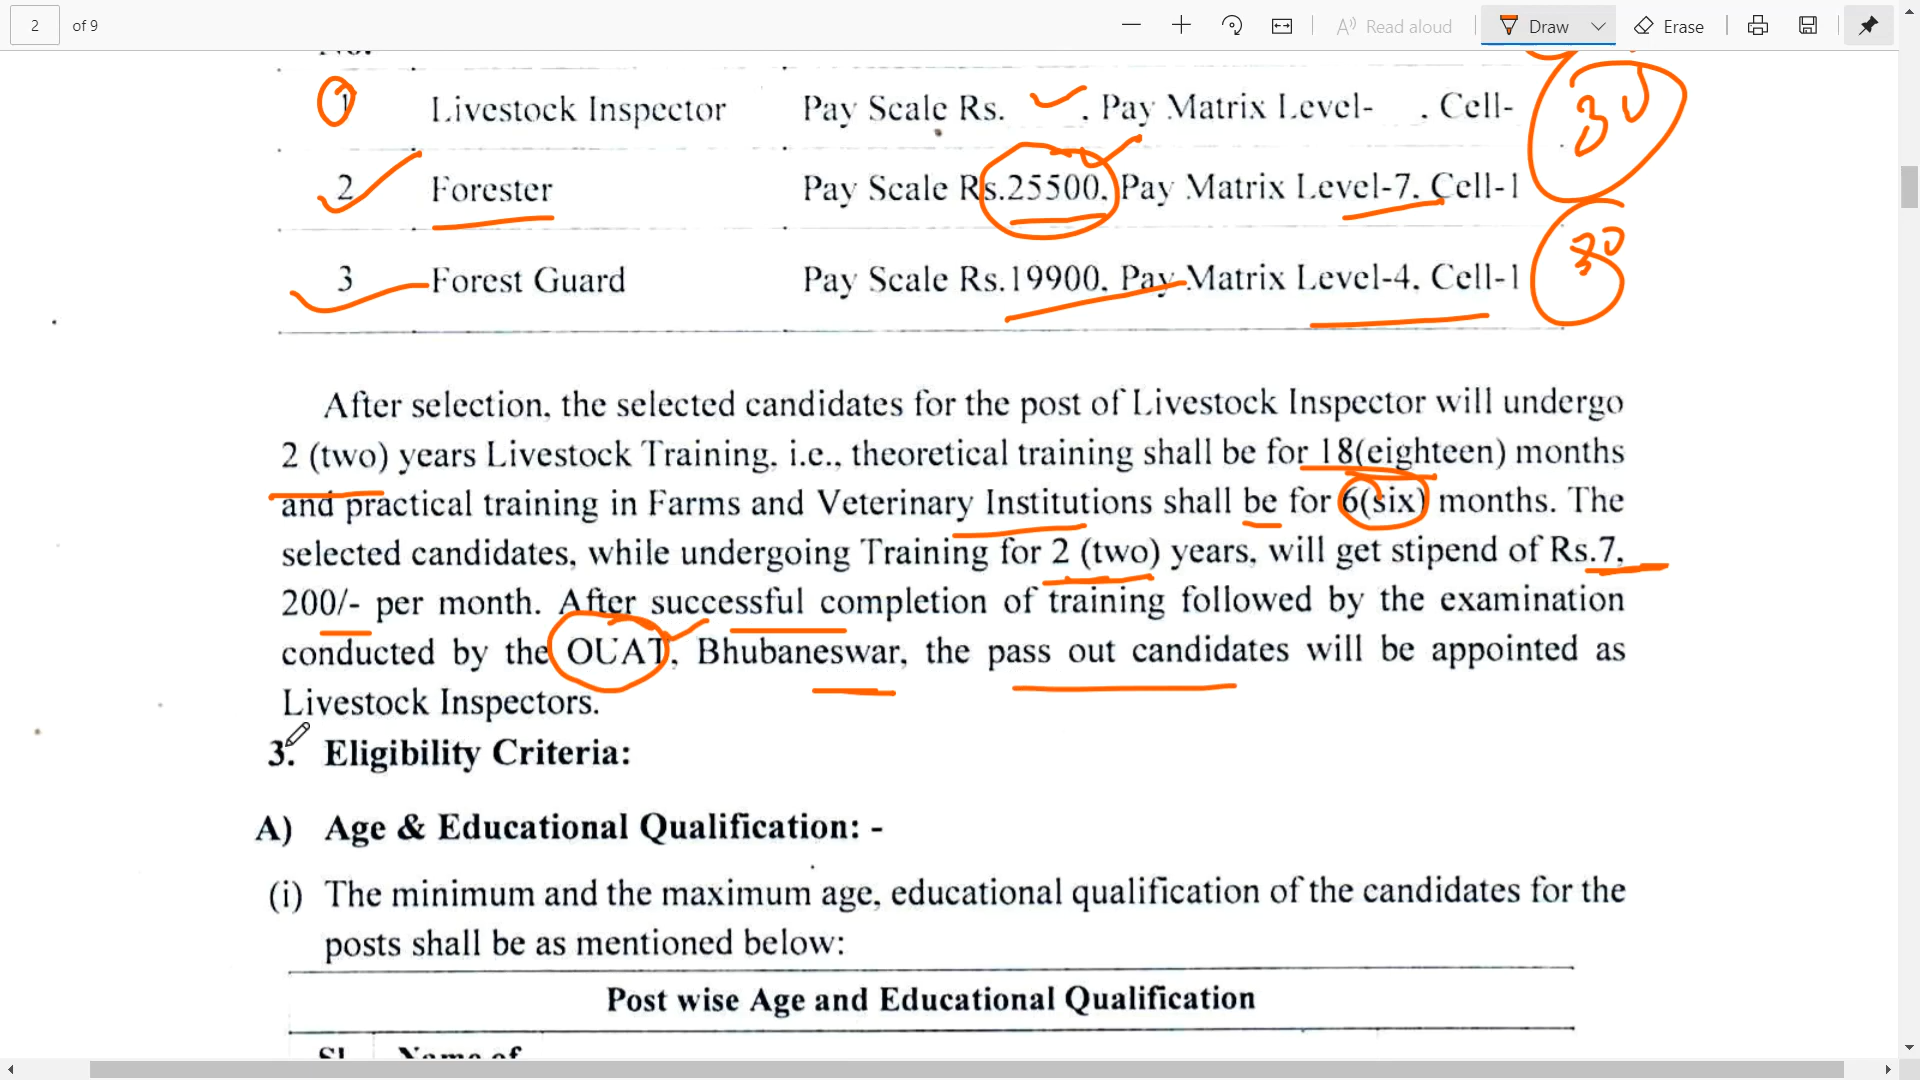 2 of 9 Read aloud Draw Erase
1 Livestock Inspector Pay Scale Rs. . Pay Matrix Level- . Cell- 30
2 Forester Pay Scale Rs.25500. Pay Matrix Level-7. Cell-1
3 Forest Guard Pay Scale Rs.19900. Pay Matrix Level-4. Cell-1
After selection, the selected candidates for the post of Livestock Inspector will undergo
2 (two) years Livestock Training, i.e., theoretical training shall be for 18(eighteen) months
and practical training in Farms and Veterinary Institutions shall be for 6(six) months. The
selected candidates, while undergoing Training for 2 (two) years, will get stipend of Rs.7,
200/- per month. After successful completion of training followed by the examination
conducted by the OUAT, Bhubaneswar, the pass out candidates will be appointed as
Livestock Inspectors.
3. Eligibility Criteria:
A) Age & Educational Qualification: -
(i) The minimum and the maximum age, educational qualification of the candidates for the
posts shall be as mentioned below:
Post wise Age and Educational Qualification
Sl Name of